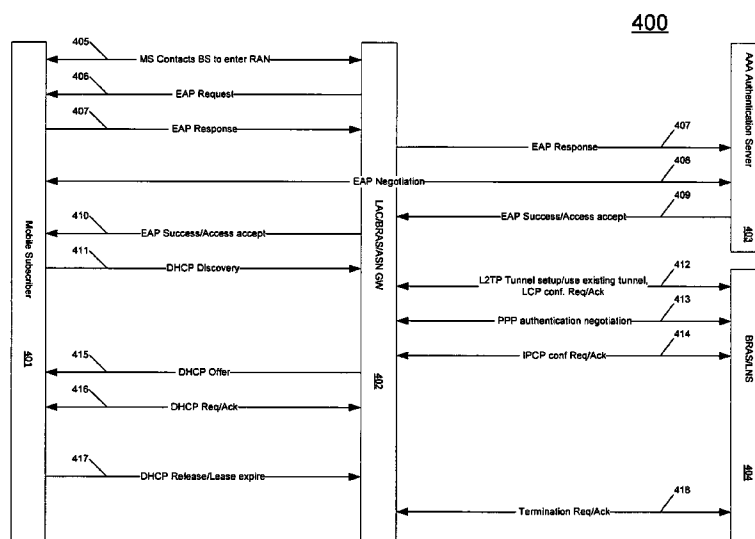 400
405
MS Contacts BS to enter RAN
406
EAP Request
407
EAP Response
407
EAP Response
408
EAP Negotiation
409
EAP Success/Access accept
410
EAP Success/Access accept
411
DHCP Discovery
412
L2TP Tunnel setup/use existing tunnel,
LCP conf. Req/Ack
413
PPP authentication negotiation
414
IPCP conf Req/Ack
415
DHCP Offer
416
DHCP Req/Ack
417
DHCP Release/Lease expire
418
Termination Req/Ack
Mobile Subscriber
401
LAC/BRAS/ASN GW
402
AAA Authentication Server
403
BRAS/LNS
404